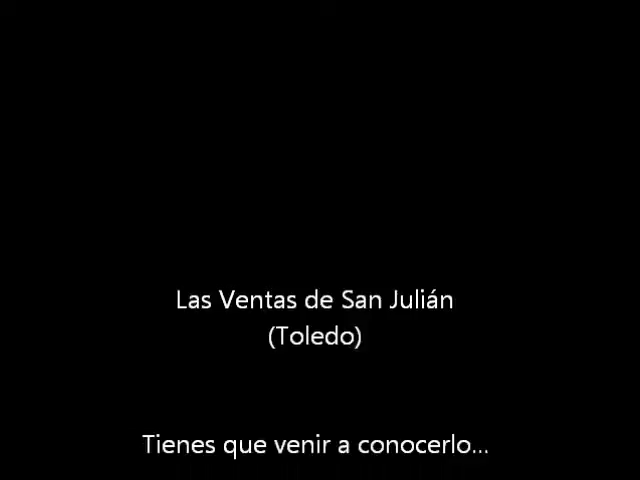 Las Ventas de San Julián
(Toledo)
Tienes que venir a conocerlo...